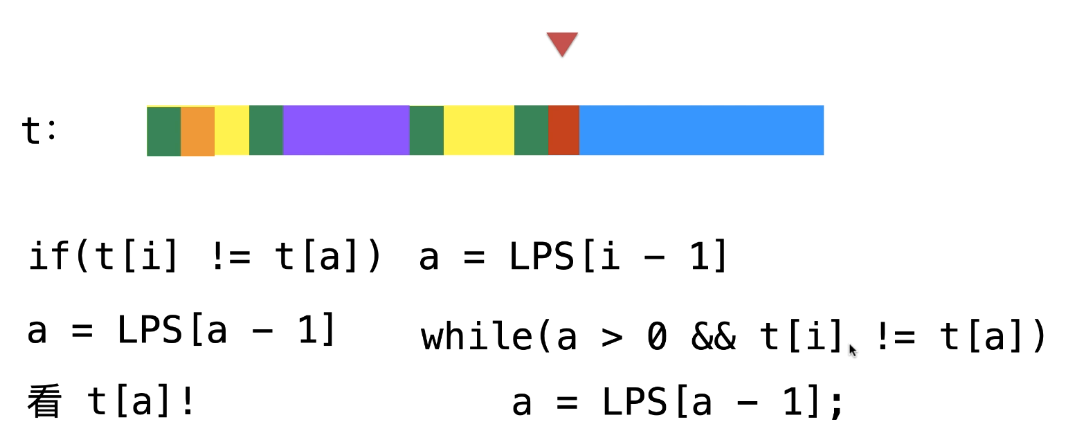 t:
if(t[i] != t[a]) a = LPS[i - 1]
a = LPS[a - 1]
while(a > 0 && t[i] != t[a])
看 t[a]!
a = LPS[a - 1];